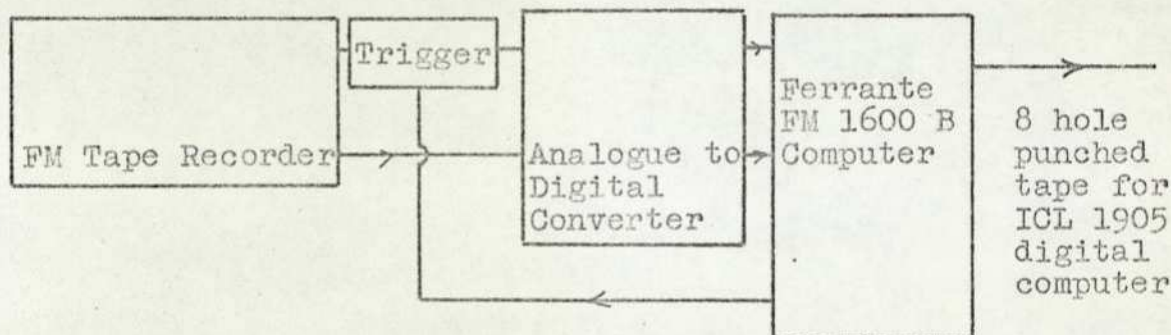 Trigger
FM Tape Recorder
Analogue to
Digital
Converter
Ferrante
FM 1600 B
Computer
8 hole
punched
tape for
ICL 1905
digital
computer